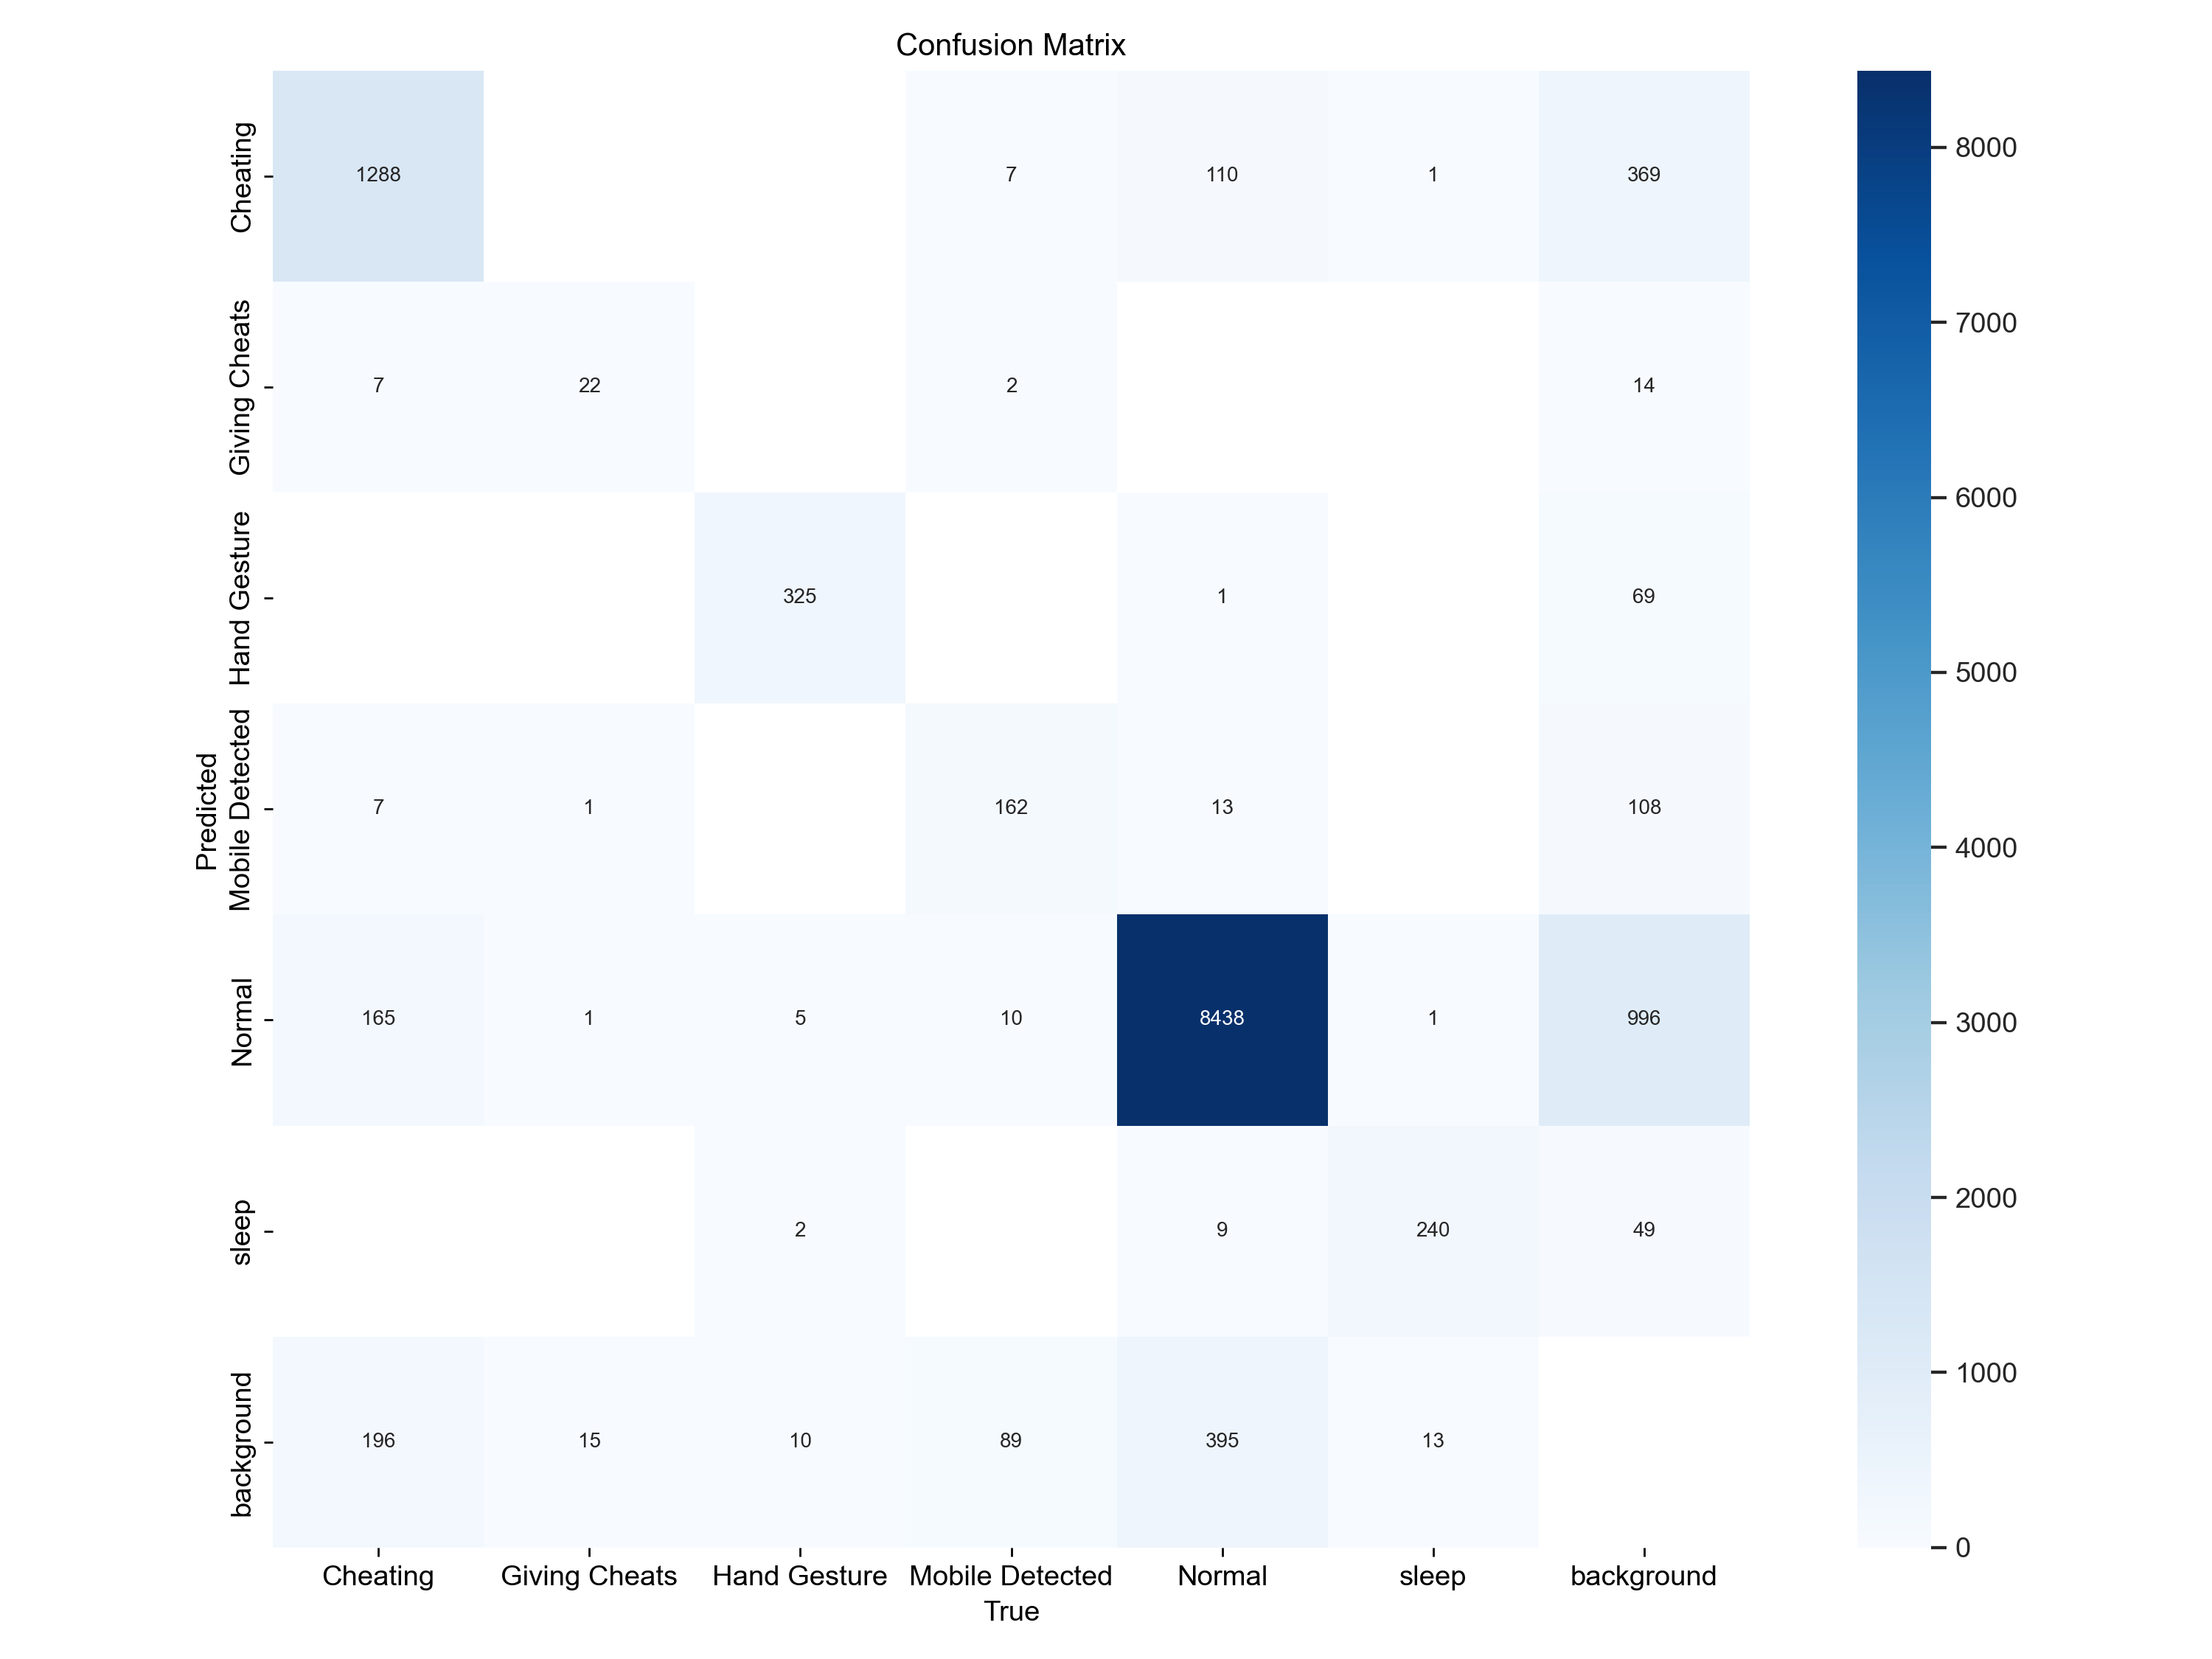 Confusion Matrix
Predicted
Cheating
1288 7 110 1 369
Giving Cheats
7 22 2 14
Hand Gesture
325 1 69
Mobile Detected
7 1 162 13 108
Normal
165 1 5 10 8438 1 996
sleep
2 9 240 49
background
196 15 10 89 395 13
Cheating Giving Cheats Hand Gesture Mobile Detected Normal sleep background
True
8000
7000
6000
5000
4000
3000
2000
1000
0